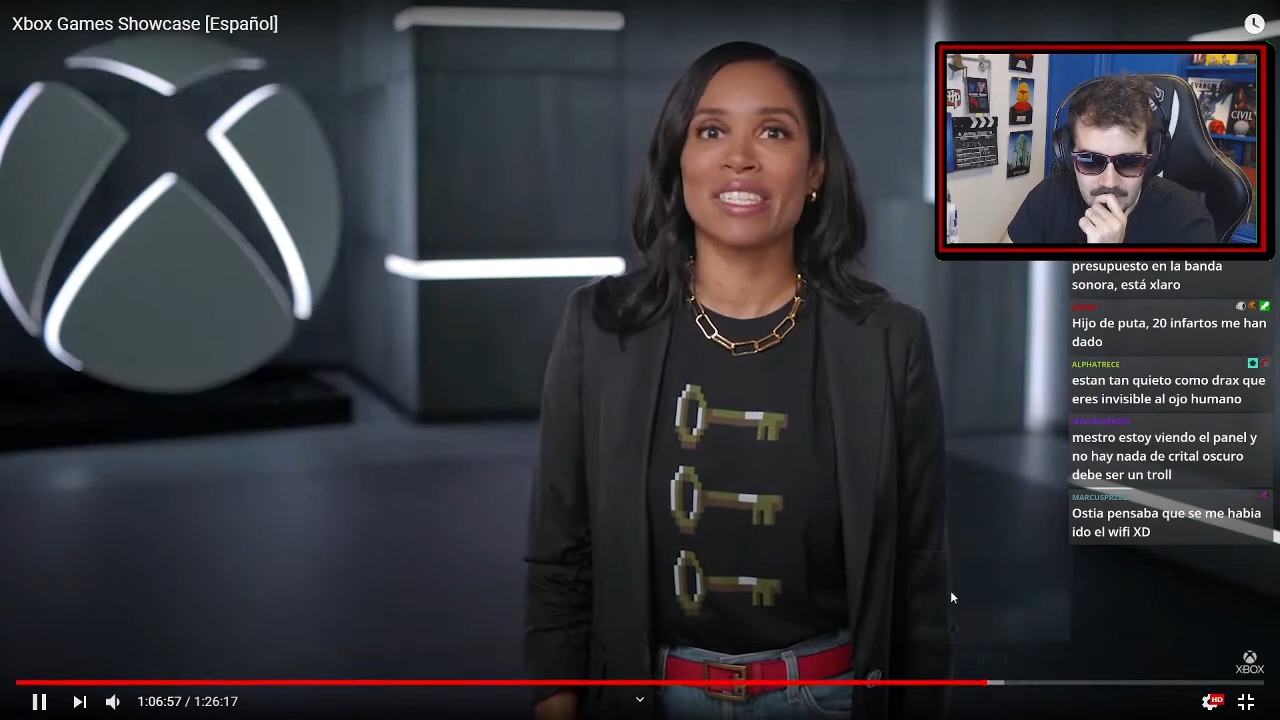 Xbox Games Showcase [Español]
CIVIL
presupuesto en la banda
sonora, está xlaro
Hijo de puta, 20 infartos me han
dado
ALPHATRECE
estan tan quieto como drax que
eres invisible al ojo humano
mestro estoy viendo el panel y
no hay nada de crital oscuro
debe ser un troll
Ostia pensaba que se me habia
ido el wifi XD
XBOX
1:06:57 / 1:26:17
HD